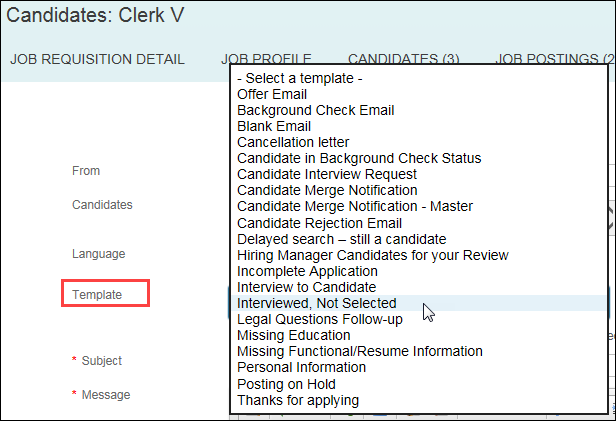 Candidates: Clerk V
JOB REQUISITION DETAIL
JOB PROFILE
CANDIDATES (3)
JOB POSTINGS (2
From
Candidates
Language
Template
* Subject
* Message
- Select a template -
Offer Email
Background Check Email
Blank Email
Cancellation letter
Candidate in Background Check Status
Candidate Interview Request
Candidate Merge Notification
Candidate Merge Notification - Master
Candidate Rejection Email
Delayed search – still a candidate
Hiring Manager Candidates for your Review
Incomplete Application
Interview to Candidate
Interviewed, Not Selected
Legal Questions Follow-up
Missing Education
Missing Functional/Resume Information
Personal Information
Posting on Hold
Thanks for applying